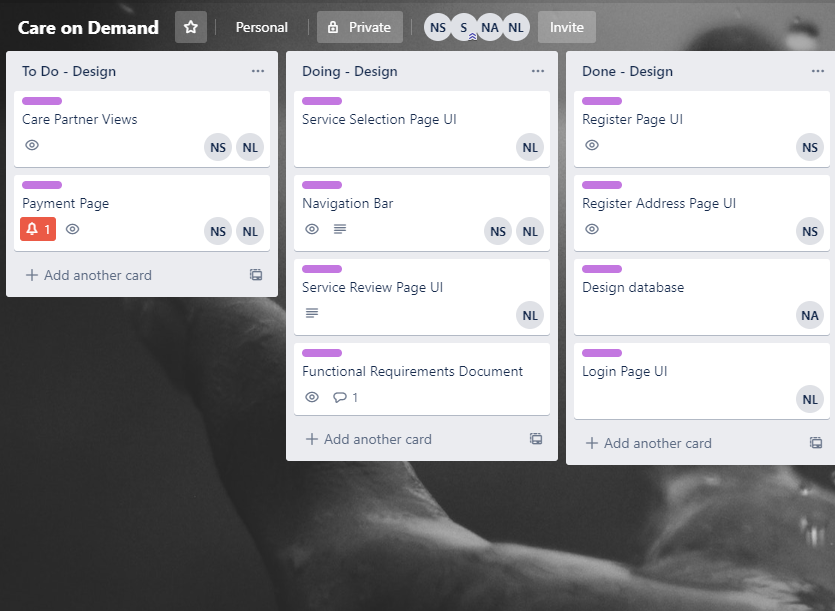 Care on Demand Personal Private NS S NA NL Invite
To Do - Design
Care Partner Views
NS NL
Payment Page
1 NS NL
Add another card
Doing - Design
Service Selection Page UI
NL
Navigation Bar
NS NL
Service Review Page UI
NL
Functional Requirements Document
1
Add another card
Done - Design
Register Page UI
NS
Register Address Page UI
NS
Design database
NA
Login Page UI
NL
Add another card